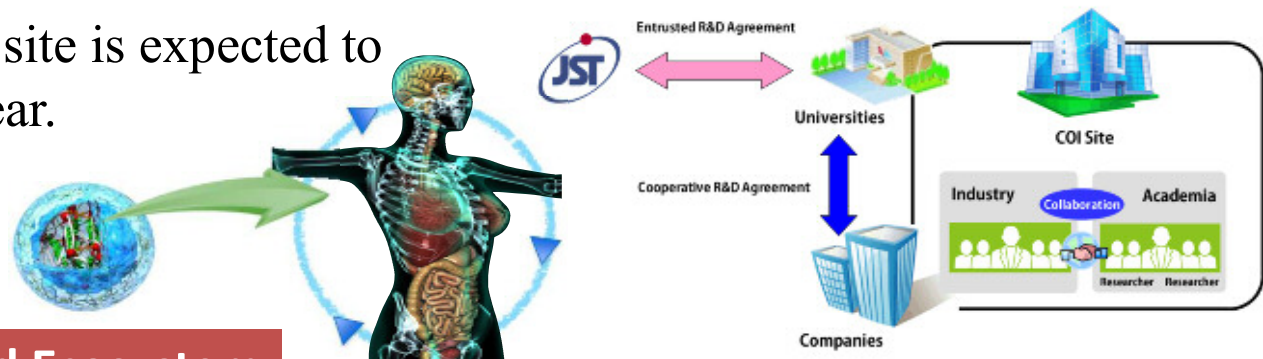 site is expected to
ear.
JST
Entrusted R&D Agreement
Universities
COI Site
Cooperative R&D Agreement
Industry
Collaboration
Academia
Researcher Researcher
Companies